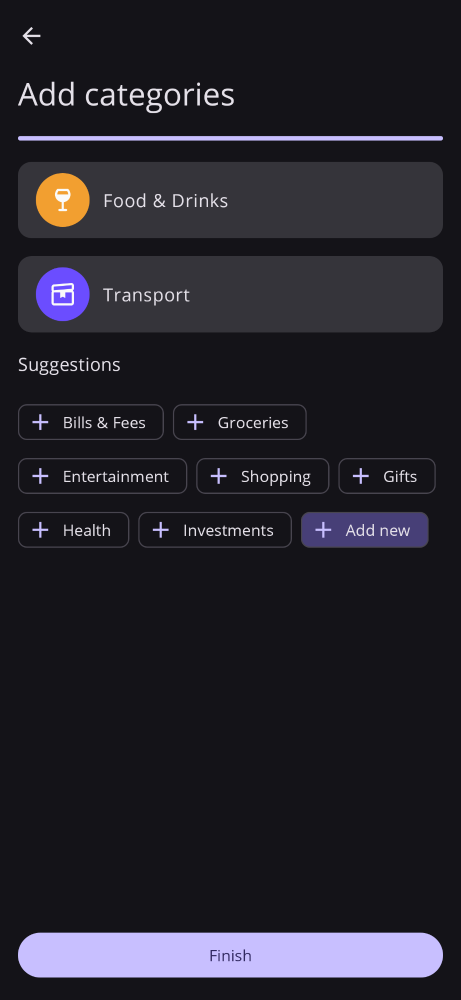 Add categories
Food & Drinks
Transport
Suggestions
Bills & Fees Groceries
Entertainment Shopping Gifts
Health Investments Add new
Finish